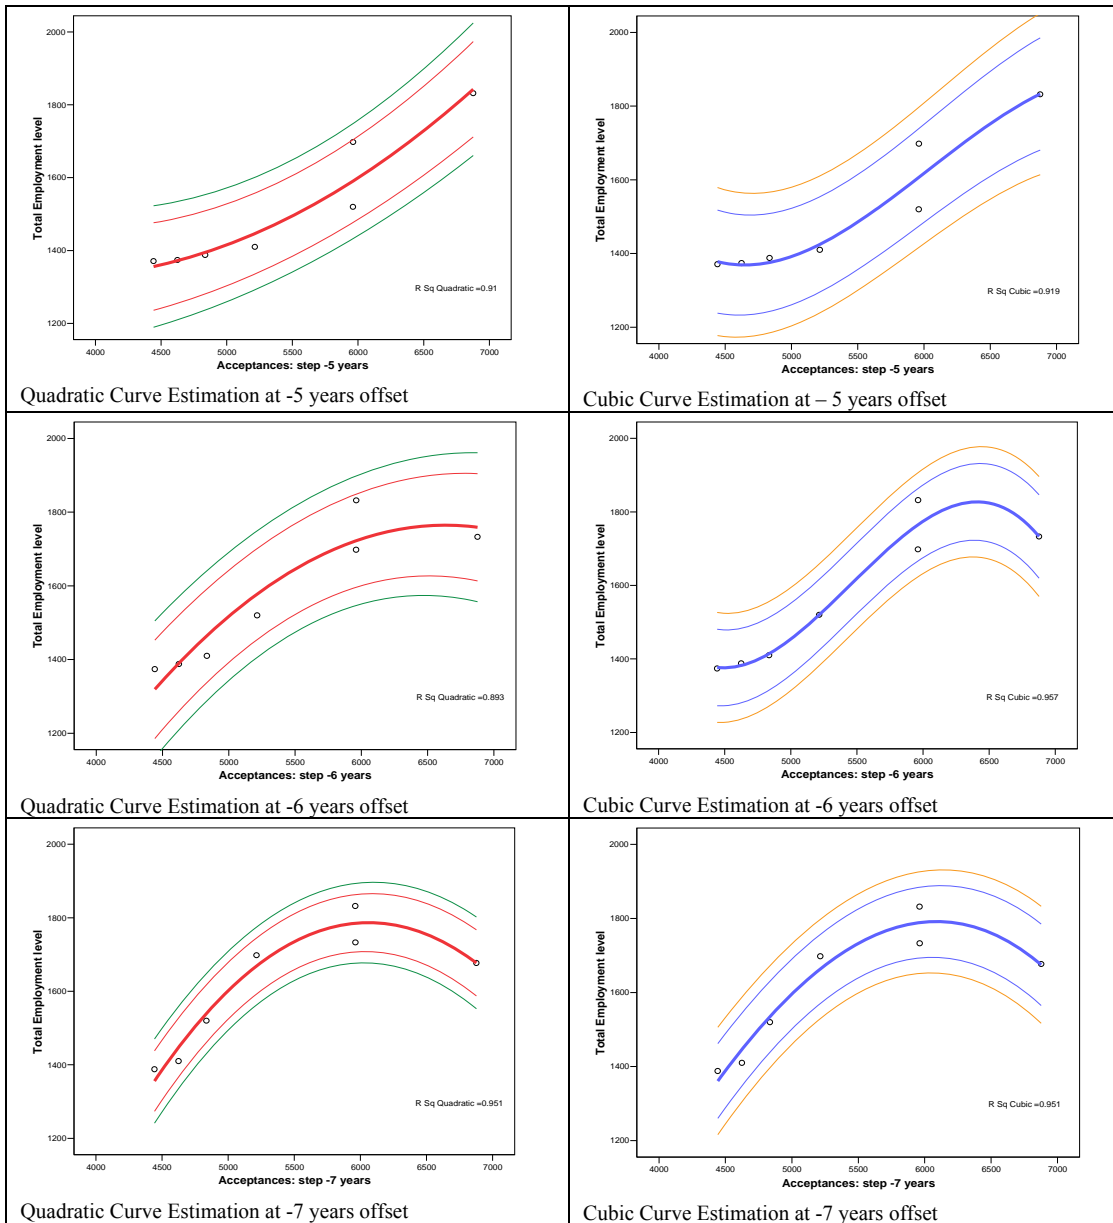 2000
1800
1600
1400
1200
Total Employment level
R Sq Quadratic =0.91
4000 4500 5000 5500 6000 6500 7000
Acceptances: step -5 years
Quadratic Curve Estimation at -5 years offset
2000
1800
1600
1400
1200
Total Employment level
R Sq Cubic =0.919
4000 4500 5000 5500 6000 6500 7000
Acceptances: step -5 years
Cubic Curve Estimation at – 5 years offset
2000
1800
1600
1400
1200
Total Employment level
R Sq Quadratic =0.893
4000 4500 5000 5500 6000 6500 7000
Acceptances: step -6 years
Quadratic Curve Estimation at -6 years offset
2000
1800
1600
1400
1200
Total Employment level
R Sq Cubic =0.957
4000 4500 5000 5500 6000 6500 7000
Acceptances: step -6 years
Cubic Curve Estimation at -6 years offset
2000
1800
1600
1400
1200
Total Employment level
R Sq Quadratic =0.951
4000 4500 5000 5500 6000 6500 7000
Acceptances: step -7 years
Quadratic Curve Estimation at -7 years offset
2000
1800
1600
1400
1200
Total Employment level
R Sq Cubic =0.951
4000 4500 5000 5500 6000 6500 7000
Acceptances: step -7 years
Cubic Curve Estimation at -7 years offset